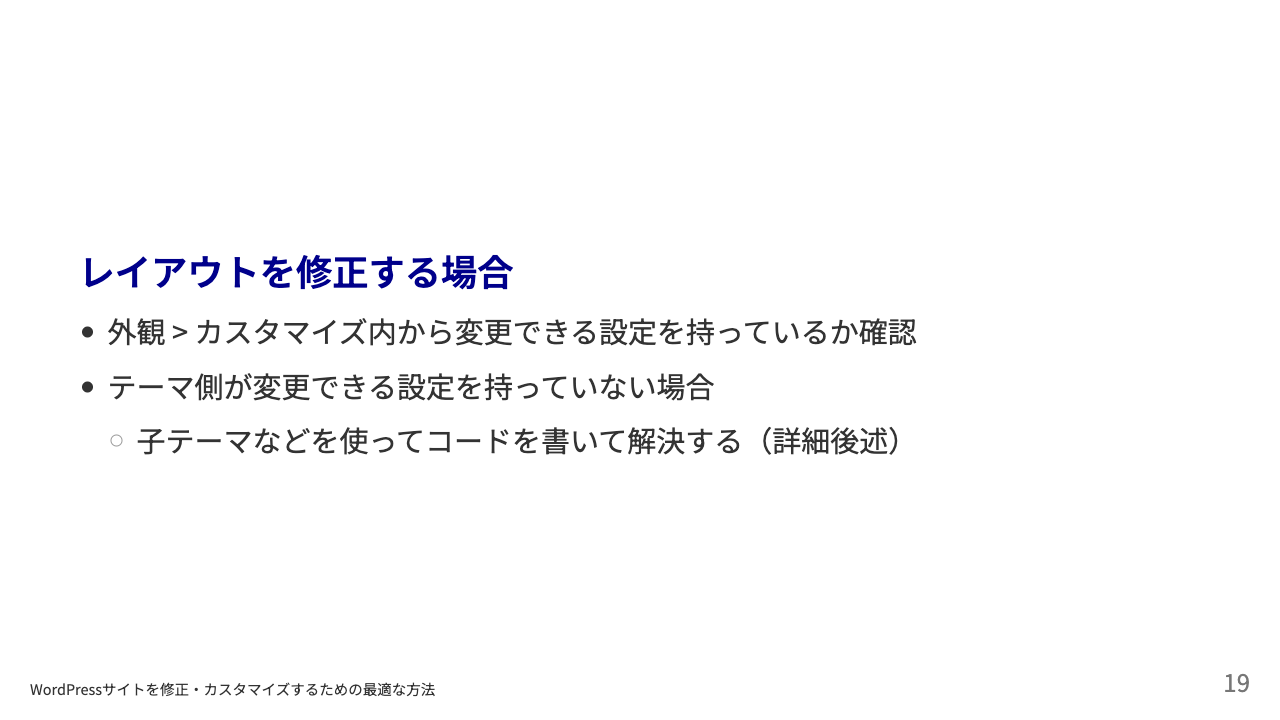 レイアウトを修正する場合
外観 > カスタマイズ内から変更できる設定を持っているか確認
テーマ側が変更できる設定を持っていない場合
子テーマなどを使ってコードを書いて解決する（詳細後述）
WordPressサイトを修正・カスタマイズするための最適な方法
19